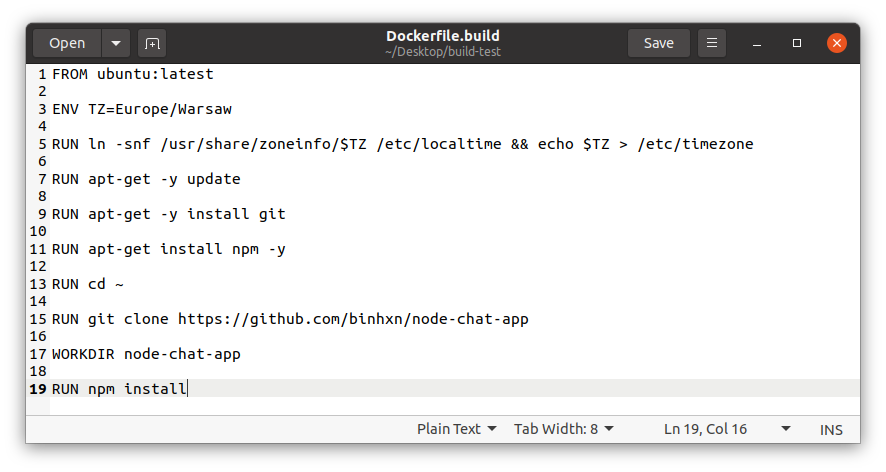 Open
Dockerfile.build
~/Desktop/build-test
Save
1 FROM ubuntu:latest
2
3 ENV TZ=Europe/Warsaw
4
5 RUN ln -snf /usr/share/zoneinfo/$TZ /etc/localtime && echo $TZ > /etc/timezone
6
7 RUN apt-get -y update
8
9 RUN apt-get -y install git
10
11 RUN apt-get install npm -y
12
13 RUN cd ~
14
15 RUN git clone https://github.com/binhxn/node-chat-app
16
17 WORKDIR node-chat-app
18
19 RUN npm install
Plain Text Tab Width: 8 Ln 19, Col 16 INS